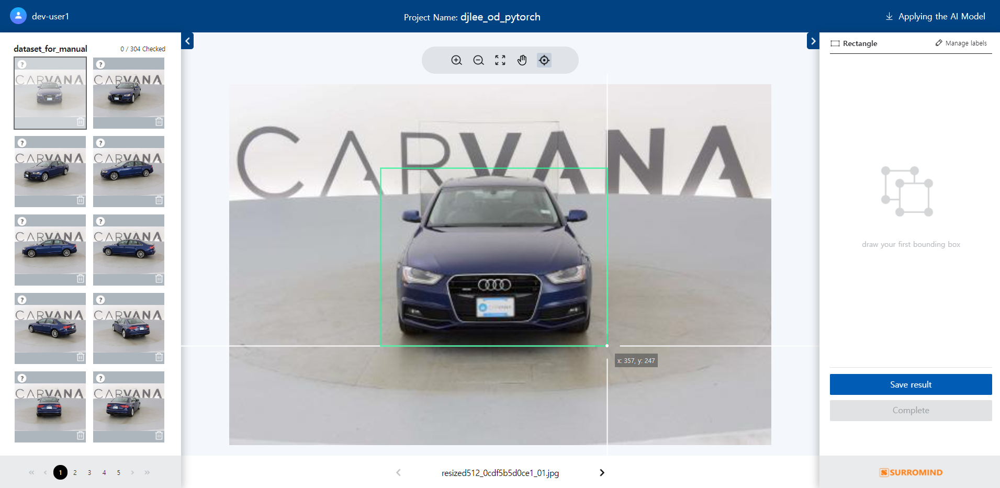 dev-user1
Project Name: djlee_od_pytorch
Applying the AI Model
dataset_for_manual
0 / 304 Checked
Rectangle
Manage labels
?
?
CARVANA
CARVANA
?
?
CARVANA
CARVANA
?
?
CARVANA
CARVANA
?
?
CARVANA
CARVANA
?
?
CARVANA
CARVANA
CARVANA
CARVANA
x: 357, y: 247
draw your first bounding box
Save result
Complete
« ‹ 1 2 3 4 5 › »
resized512_0cdf5b5d0ce1_01.jpg
SURROMIND